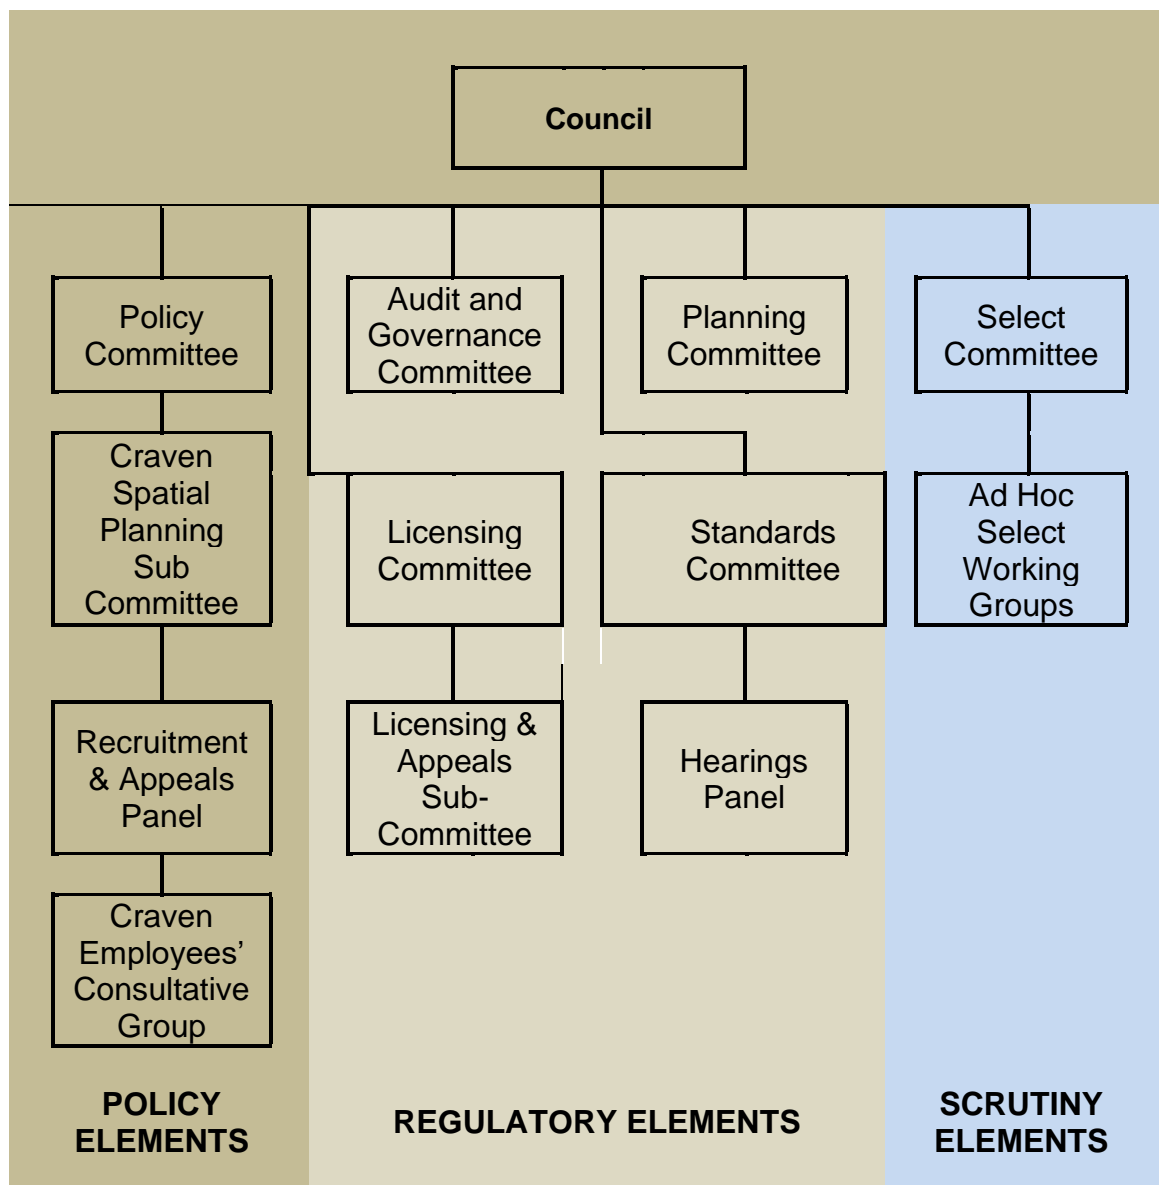 Council
Policy
Committee
Audit and
Governance
Committee
Planning
Committee
Select
Committee
Craven
Spatial
Planning
Sub
Committee
Licensing
Committee
Standards
Committee
Ad Hoc
Select
Working
Groups
Recruitment
& Appeals
Panel
Licensing &
Appeals
Sub-
Committee
Hearings
Panel
Craven
Employees’
Consultative
Group
POLICY
ELEMENTS
REGULATORY ELEMENTS
SCRUTINY
ELEMENTS